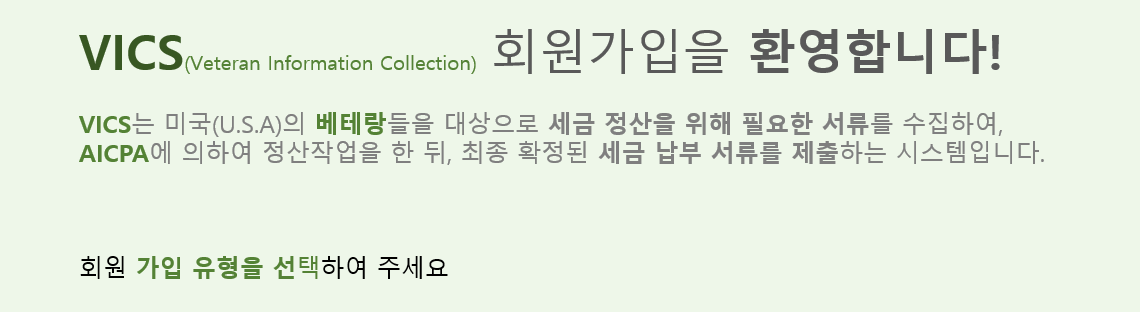 VICS(Veteran Information Collection) 회원가입을 환영합니다!
VICS는 미국(U.S.A)의 베테랑들을 대상으로 세금 정산을 위해 필요한 서류를 수집하여,
AICPA에 의하여 정산작업을 한 뒤, 최종 확정된 세금 납부 서류를 제출하는 시스템입니다.
회원 가입 유형을 선택하여 주세요